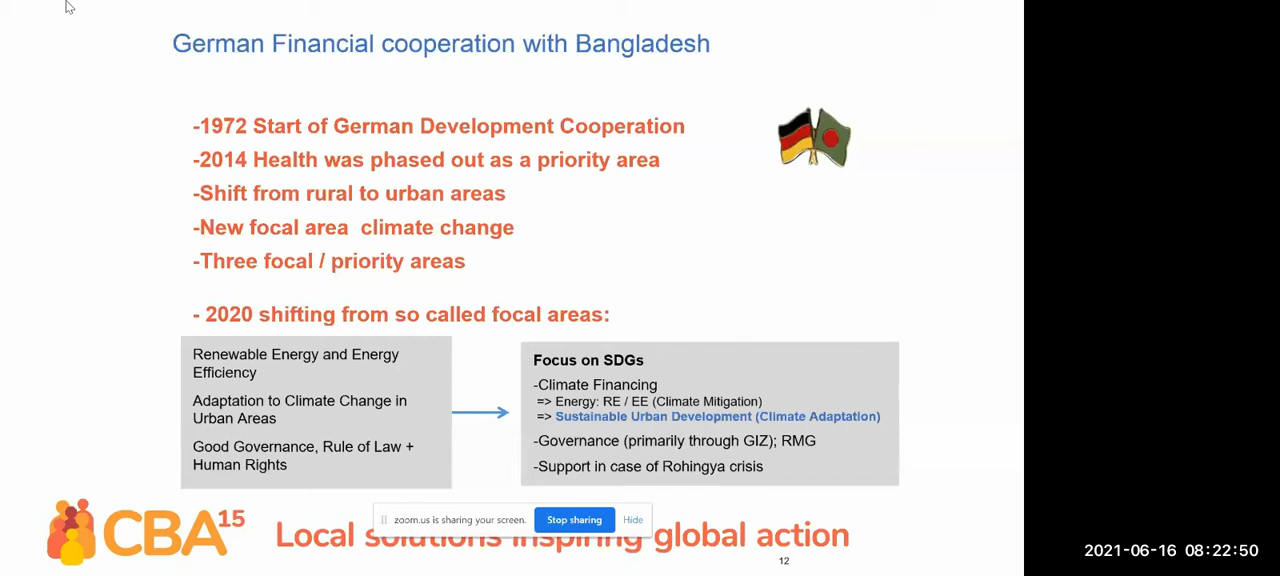 German Financial cooperation with Bangladesh
-1972 Start of German Development Cooperation
-2014 Health was phased out as a priority area
-Shift from rural to urban areas
-New focal area  climate change
-Three focal / priority areas
- 2020 shifting from so called focal areas:
Renewable Energy and Energy
Efficiency
Adaptation to Climate Change in
Urban Areas
Good Governance, Rule of Law +
Human Rights
Focus on SDGs
-Climate Financing
=> Energy: RE / EE (Climate Mitigation)
=> Sustainable Urban Development (Climate Adaptation)
-Governance (primarily through GIZ); RMG
-Support in case of Rohingya crisis
CBA15
Local solutions inspiring global action
zoom.us is sharing your screen.
Stop sharing
Hide
12
2021-06-16 08:22:50